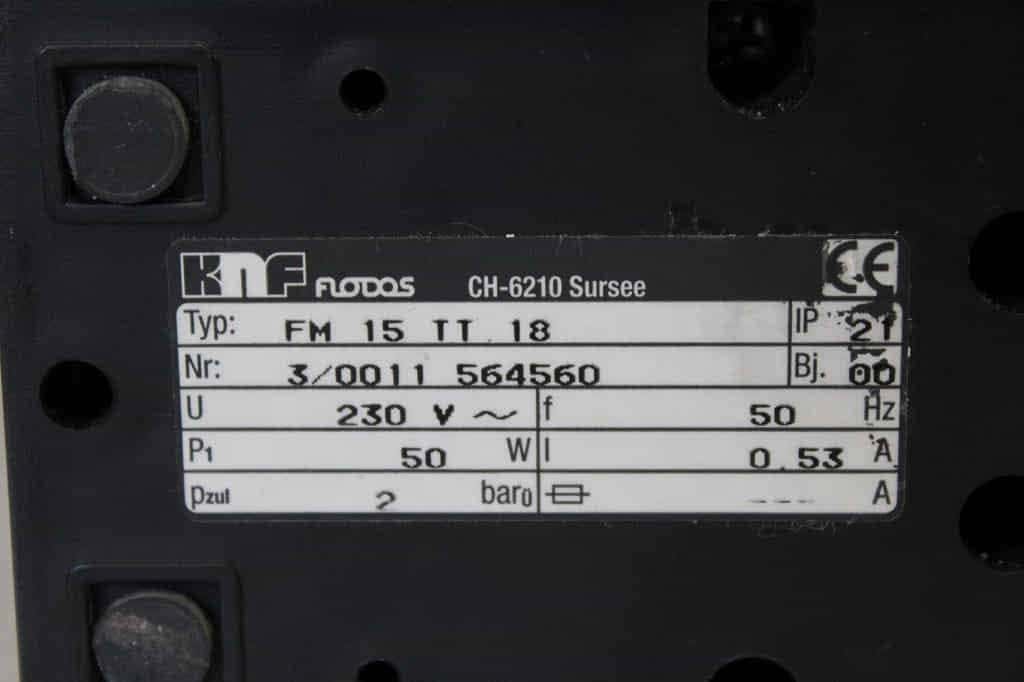 KNF FLODOS CH-6210 Sursee CE
Typ: FM 15 TT 18 IP 21
Nr: 3/0011 564560 Bj. 00
U 230 V ~ f 50 Hz
P1 50 W I 0.53 A
pzul 2 bar0 --- A